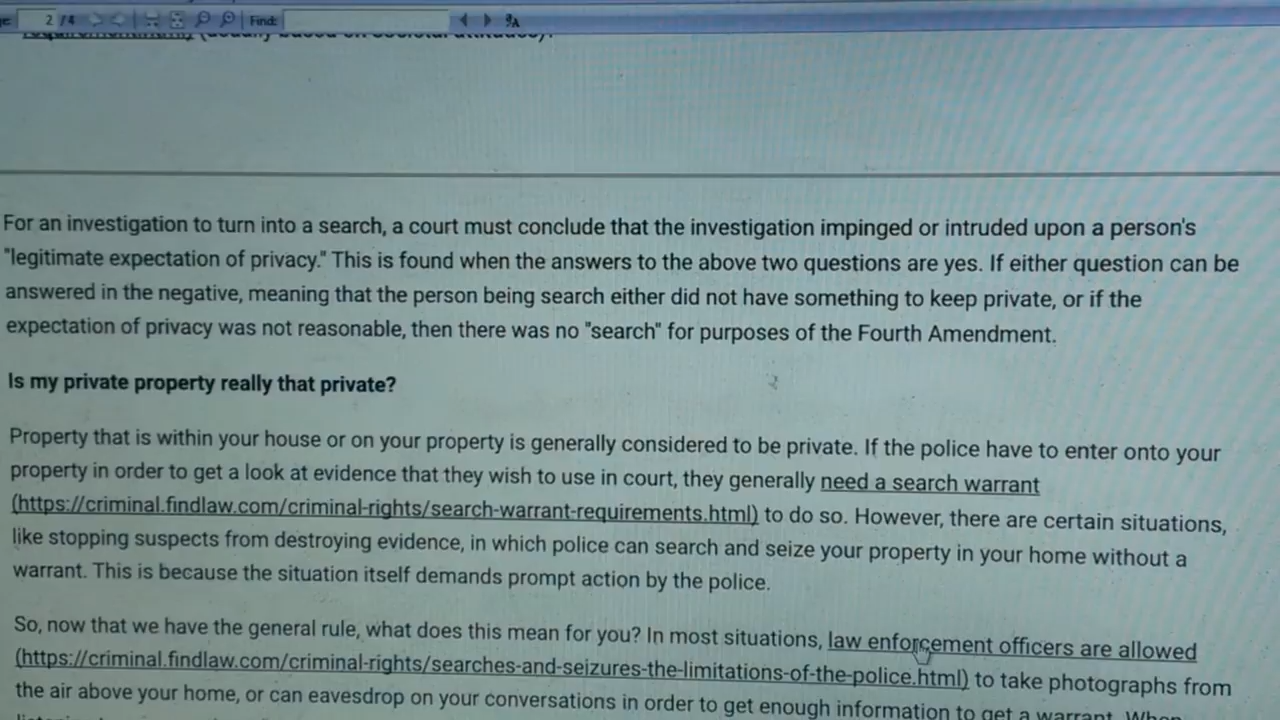 2 / 4 Find:
For an investigation to turn into a search, a court must conclude that the investigation impinged or intruded upon a person's
"legitimate expectation of privacy." This is found when the answers to the above two questions are yes. If either question can be
answered in the negative, meaning that the person being search either did not have something to keep private, or if the
expectation of privacy was not reasonable, then there was no "search" for purposes of the Fourth Amendment.
Is my private property really that private?
Property that is within your house or on your property is generally considered to be private. If the police have to enter onto your
property in order to get a look at evidence that they wish to use in court, they generally need a search warrant
(https://criminal.findlaw.com/criminal-rights/search-warrant-requirements.html) to do so. However, there are certain situations,
like stopping suspects from destroying evidence, in which police can search and seize your property in your home without a
warrant. This is because the situation itself demands prompt action by the police.
So, now that we have the general rule, what does this mean for you? In most situations, law enforcement officers are allowed
(https://criminal.findlaw.com/criminal-rights/searches-and-seizures-the-limitations-of-the-police.html) to take photographs from
the air above your home, or can eavesdrop on your conversations in order to get enough information to get a warrant. When